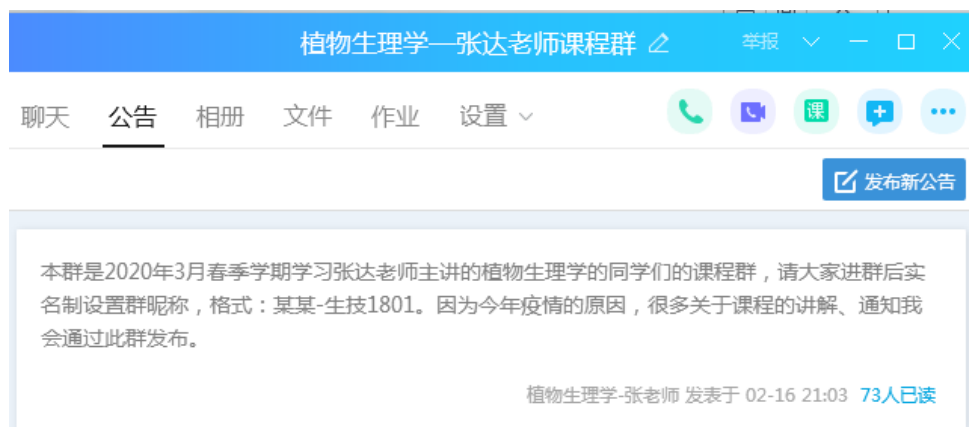 植物生理学—张达老师课程群
举报
聊天 公告 相册 文件 作业 设置
课
发布新公告
本群是2020年3月春季学期学习张达老师主讲的植物生理学的同学们的课程群，请大家进群后实
名制设置群昵称，格式：某某-生技1801。因为今年疫情的原因，很多关于课程的讲解、通知我
会通过此群发布。
植物生理学-张老师 发表于 02-16 21:03 73人已读